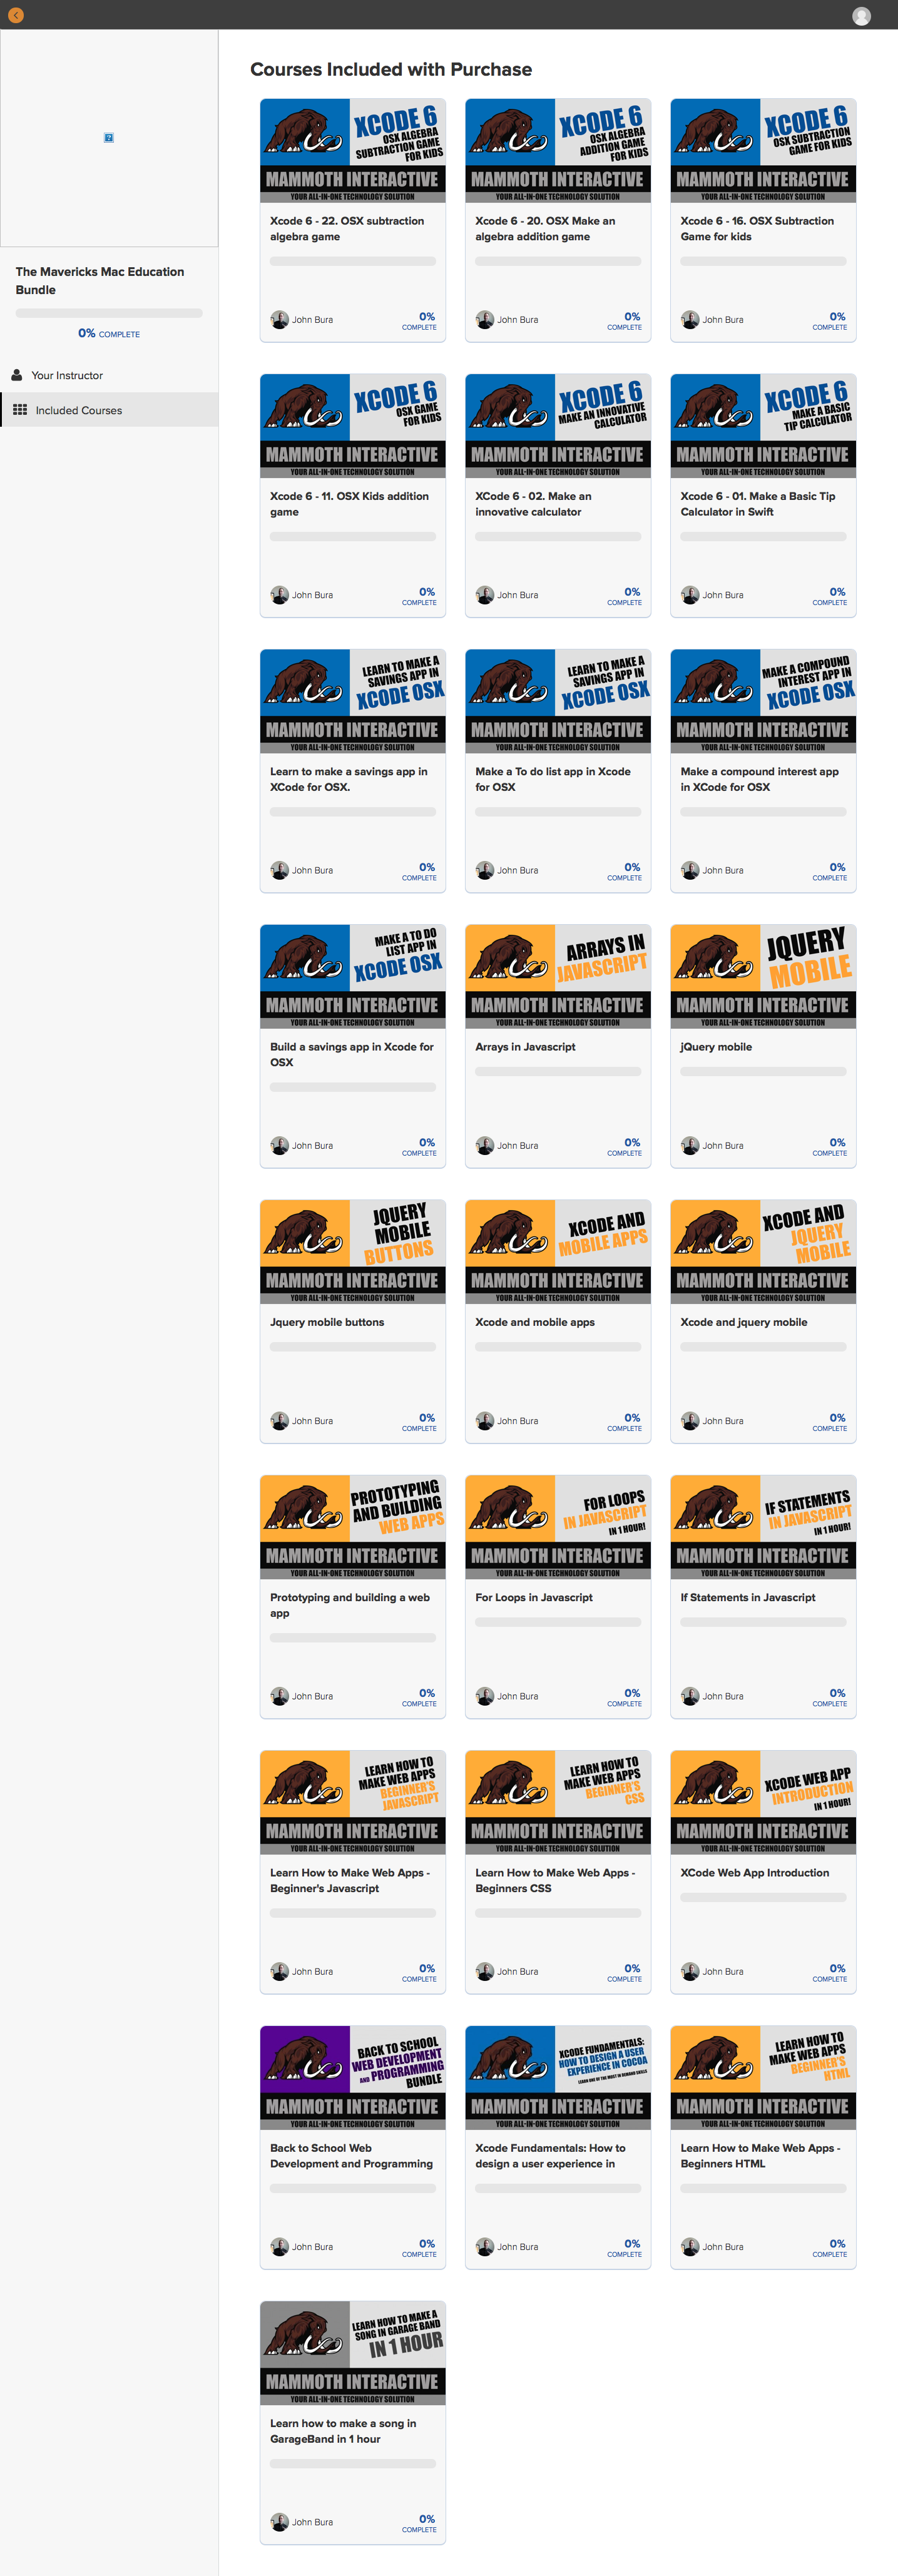 Courses Included with Purchase
The Mavericks Mac Education
Bundle
0% COMPLETE
Your Instructor
Included Courses
XCODE 6
OSX ALGEBRA
SUBTRACTION GAME
FOR KIDS
MAMMOTH INTERACTIVE
YOUR ALL-IN-ONE TECHNOLOGY SOLUTION
Xcode 6 - 22. OSX subtraction
algebra game
John Bura
0%
COMPLETE
XCODE 6
OSX ALGEBRA
ADDITION GAME
FOR KIDS
MAMMOTH INTERACTIVE
YOUR ALL-IN-ONE TECHNOLOGY SOLUTION
Xcode 6 - 20. OSX Make an
algebra addition game
John Bura
0%
COMPLETE
XCODE 6
OSX SUBTRACTION
GAME FOR KIDS
MAMMOTH INTERACTIVE
YOUR ALL-IN-ONE TECHNOLOGY SOLUTION
Xcode 6 - 16. OSX Subtraction
Game for kids
John Bura
0%
COMPLETE
XCODE 6
OSX GAME
FOR KIDS
MAMMOTH INTERACTIVE
YOUR ALL-IN-ONE TECHNOLOGY SOLUTION
Xcode 6 - 11. OSX Kids addition
game
John Bura
0%
COMPLETE
XCODE 6
MAKE AN INNOVATIVE
CALCULATOR
MAMMOTH INTERACTIVE
YOUR ALL-IN-ONE TECHNOLOGY SOLUTION
XCode 6 - 02. Make an
innovative calculator
John Bura
0%
COMPLETE
XCODE 6
MAKE A BASIC
TIP CALCULATOR
MAMMOTH INTERACTIVE
YOUR ALL-IN-ONE TECHNOLOGY SOLUTION
Xcode 6 - 01. Make a Basic Tip
Calculator in Swift
John Bura
0%
COMPLETE
LEARN TO MAKE A
SAVINGS APP IN
XCODE OSX
MAMMOTH INTERACTIVE
YOUR ALL-IN-ONE TECHNOLOGY SOLUTION
Learn to make a savings app in
XCode for OSX.
John Bura
0%
COMPLETE
LEARN TO MAKE A
SAVINGS APP IN
XCODE OSX
MAMMOTH INTERACTIVE
YOUR ALL-IN-ONE TECHNOLOGY SOLUTION
Make a To do list app in Xcode
for OSX
John Bura
0%
COMPLETE
MAKE A COMPOUND
INTEREST APP IN
XCODE OSX
MAMMOTH INTERACTIVE
YOUR ALL-IN-ONE TECHNOLOGY SOLUTION
Make a compound interest app
in XCode for OSX
John Bura
0%
COMPLETE
MAKE A TO DO
LIST APP IN
XCODE OSX
MAMMOTH INTERACTIVE
YOUR ALL-IN-ONE TECHNOLOGY SOLUTION
Build a savings app in Xcode for
OSX
John Bura
0%
COMPLETE
ARRAYS IN
JAVASCRIPT
MAMMOTH INTERACTIVE
YOUR ALL-IN-ONE TECHNOLOGY SOLUTION
Arrays in Javascript
John Bura
0%
COMPLETE
JQUERY
MOBILE
MAMMOTH INTERACTIVE
YOUR ALL-IN-ONE TECHNOLOGY SOLUTION
jQuery mobile
John Bura
0%
COMPLETE
JQUERY
MOBILE
BUTTONS
MAMMOTH INTERACTIVE
YOUR ALL-IN-ONE TECHNOLOGY SOLUTION
Jquery mobile buttons
John Bura
0%
COMPLETE
XCODE AND
MOBILE APPS
MAMMOTH INTERACTIVE
YOUR ALL-IN-ONE TECHNOLOGY SOLUTION
Xcode and mobile apps
John Bura
0%
COMPLETE
XCODE AND
JQUERY
MOBILE
MAMMOTH INTERACTIVE
YOUR ALL-IN-ONE TECHNOLOGY SOLUTION
Xcode and jquery mobile
John Bura
0%
COMPLETE
PROTOTYPING
AND BUILDING
WEB APPS
MAMMOTH INTERACTIVE
YOUR ALL-IN-ONE TECHNOLOGY SOLUTION
Prototyping and building a web
app
John Bura
0%
COMPLETE
FOR LOOPS
IN JAVASCRIPT
IN 1 HOUR!
MAMMOTH INTERACTIVE
YOUR ALL-IN-ONE TECHNOLOGY SOLUTION
For Loops in Javascript
John Bura
0%
COMPLETE
IF STATEMENTS
IN JAVASCRIPT
IN 1 HOUR!
MAMMOTH INTERACTIVE
YOUR ALL-IN-ONE TECHNOLOGY SOLUTION
If Statements in Javascript
John Bura
0%
COMPLETE
LEARN HOW TO
MAKE WEB APPS
BEGINNER'S
JAVASCRIPT
MAMMOTH INTERACTIVE
YOUR ALL-IN-ONE TECHNOLOGY SOLUTION
Learn How to Make Web Apps -
Beginner's Javascript
John Bura
0%
COMPLETE
LEARN HOW TO
MAKE WEB APPS
BEGINNER'S
CSS
MAMMOTH INTERACTIVE
YOUR ALL-IN-ONE TECHNOLOGY SOLUTION
Learn How to Make Web Apps -
Beginners CSS
John Bura
0%
COMPLETE
XCODE WEB APP
INTRODUCTION
IN 1 HOUR!
MAMMOTH INTERACTIVE
YOUR ALL-IN-ONE TECHNOLOGY SOLUTION
XCode Web App Introduction
John Bura
0%
COMPLETE
BACK TO SCHOOL
WEB DEVELOPMENT
AND PROGRAMMING
BUNDLE
MAMMOTH INTERACTIVE
YOUR ALL-IN-ONE TECHNOLOGY SOLUTION
Back to School Web
Development and Programming
John Bura
0%
COMPLETE
XCODE FUNDAMENTALS:
HOW TO DESIGN A USER
EXPERIENCE IN COCOA
LEARN ONE OF THE MOST IN DEMAND SKILLS
MAMMOTH INTERACTIVE
YOUR ALL-IN-ONE TECHNOLOGY SOLUTION
Xcode Fundamentals: How to
design a user experience in
John Bura
0%
COMPLETE
LEARN HOW TO
MAKE WEB APPS
BEGINNER'S
HTML
MAMMOTH INTERACTIVE
YOUR ALL-IN-ONE TECHNOLOGY SOLUTION
Learn How to Make Web Apps -
Beginners HTML
John Bura
0%
COMPLETE
LEARN HOW TO MAKE A
SONG IN GARAGE BAND
IN 1 HOUR
MAMMOTH INTERACTIVE
YOUR ALL-IN-ONE TECHNOLOGY SOLUTION
Learn how to make a song in
GarageBand in 1 hour
John Bura
0%
COMPLETE